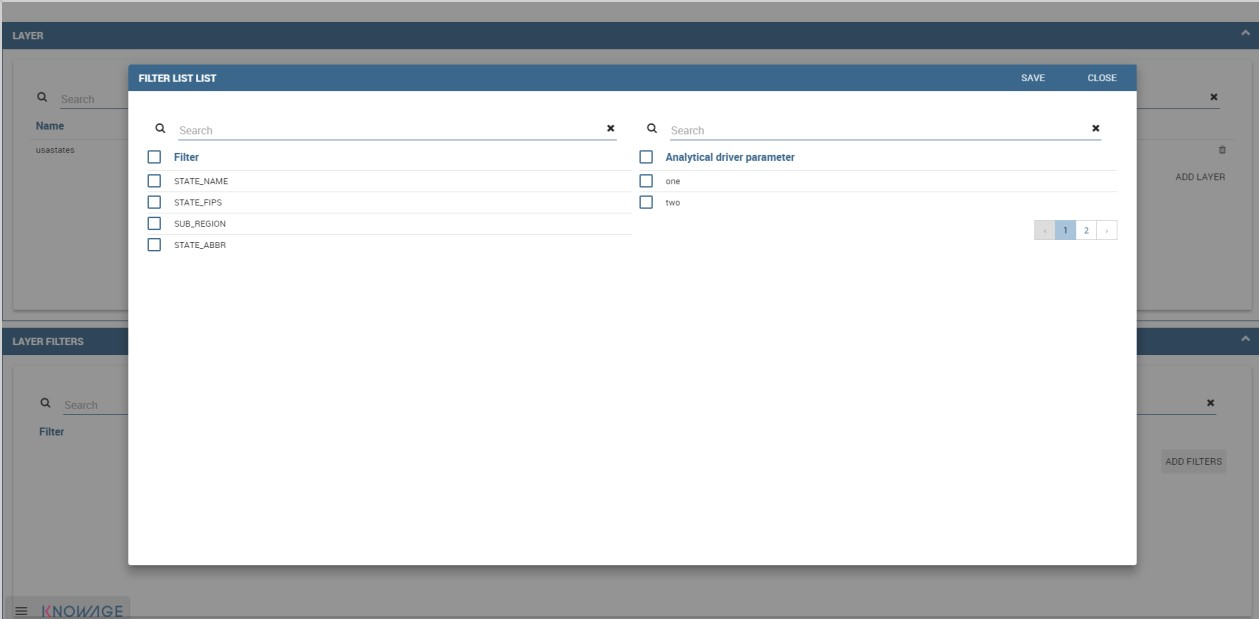 LAYER
FILTER LIST LIST SAVE CLOSE
Search
Search Search
Name
Filter Analytical driver parameter
usastates
STATE_NAME one
ADD LAYER
STATE_FIPS two
SUB_REGION
1 2
STATE_ABBR
LAYER FILTERS
Search
Filter
ADD FILTERS
KNOWAGE